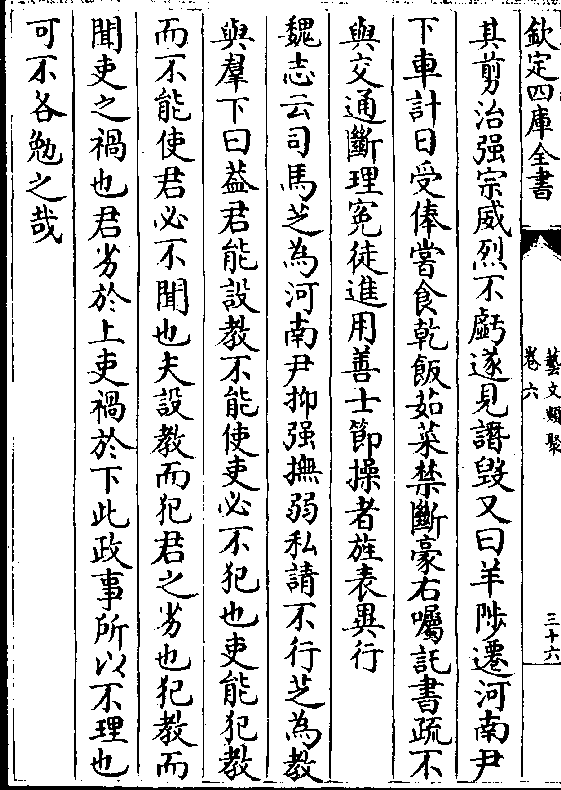 欽定四庫全書
藝文類聚
卷六
三十六
其剪治强宗威烈不虧遂見譖毁又曰羊陟遷河南尹
下車計日受俸嘗食乾飯茹菜禁斷豪右囑託書疏不
與交通斷理寃徒進用善士節操者旌表異行
魏志云司馬芝為河南尹抑强撫弱私請不行芝為教
與羣下曰葢君能設教不能使吏必不犯也吏能犯教
而不能使君必不聞也夫設教而犯君之劣也犯教而
聞吏之禍也君劣於上吏禍於下此政事所以不理也
可不各勉之哉